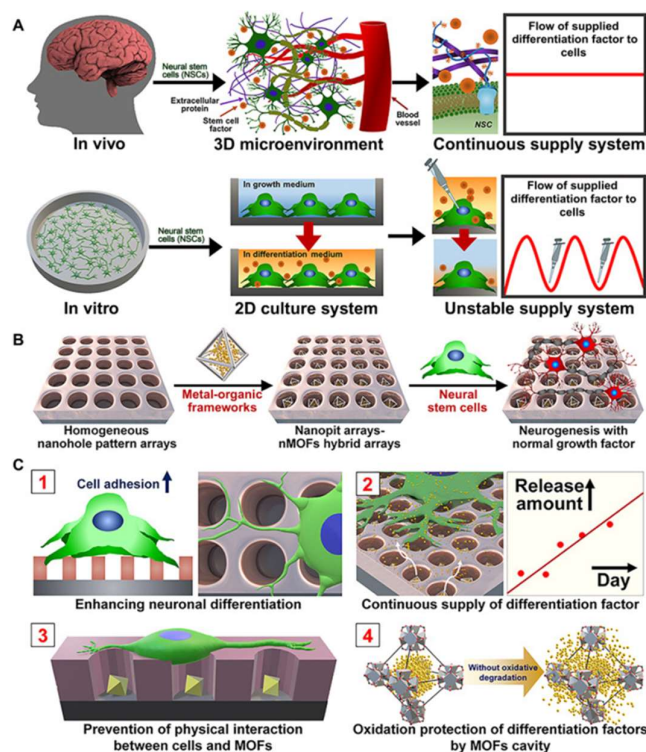 A
Neural stem
cells (NSCs)
Extracellular
protein
Stem cell
factor
Blood
vessel
NSC
Flow of supplied
differentiation factor to
cells
In vivo
3D microenvironment
Continuous supply system
Neural stem
cells (NSCs)
In growth medium
In differentiation medium
Flow of supplied
differentiation factor to
cells
In vitro
2D culture system
Unstable supply system
B
Metal-organic
frameworks
Neural
stem cells
Homogeneous
nanohole pattern arrays
Nanopit arrays-
nMOFs hybrid arrays
Neurogenesis with
normal growth factor
C
1
Cell adhesion
Enhancing neuronal differentiation
2
Release
amount
Day
Continuous supply of differentiation factor
3
Prevention of physical interaction
between cells and MOFs
4
Without oxidative
degradation
Oxidation protection of differentiation factors
by MOFs cavity